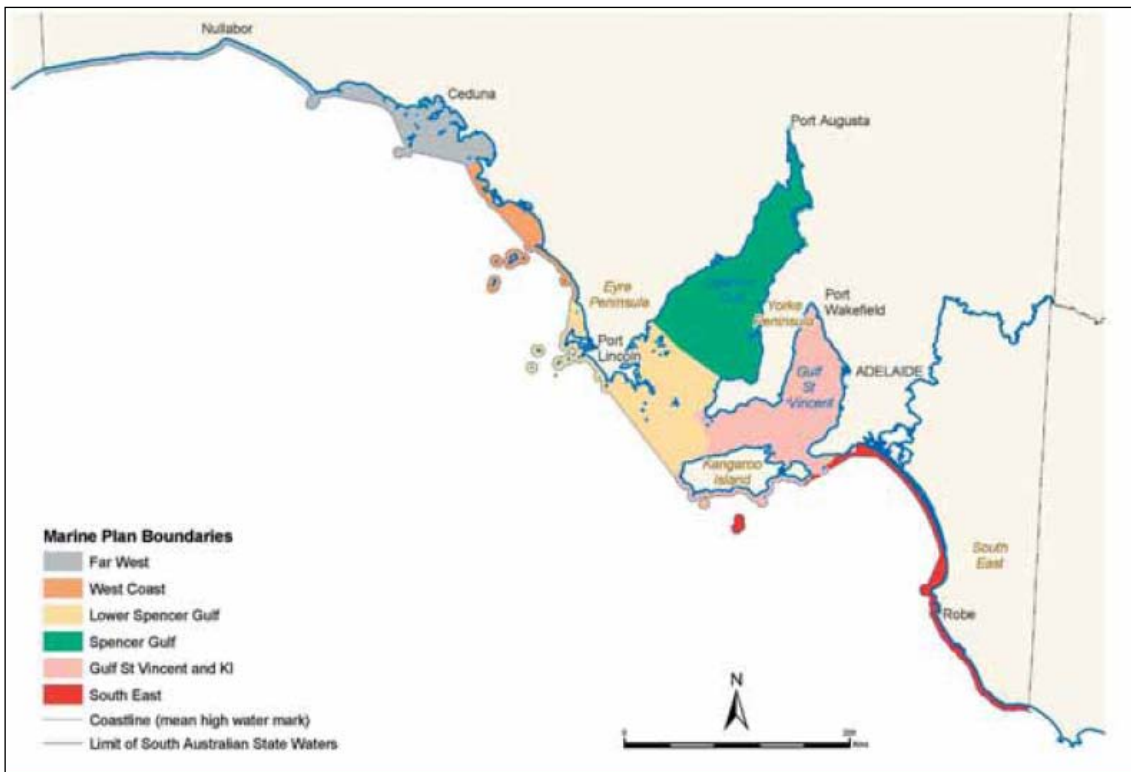 Nullabor
Ceduna
Port Augusta
Eyre
Peninsula
Yorke
Peninsula
Port
Wakefield
Port
Lincoln
Gulf
St
Vincent
ADELAIDE
Kangaroo
Island
South
East
Robe
Marine Plan Boundaries
Far West
West Coast
Lower Spencer Gulf
Spencer Gulf
Gulf St Vincent and KI
South East
Coastline (mean high water mark)
Limit of South Australian State Waters
N
0